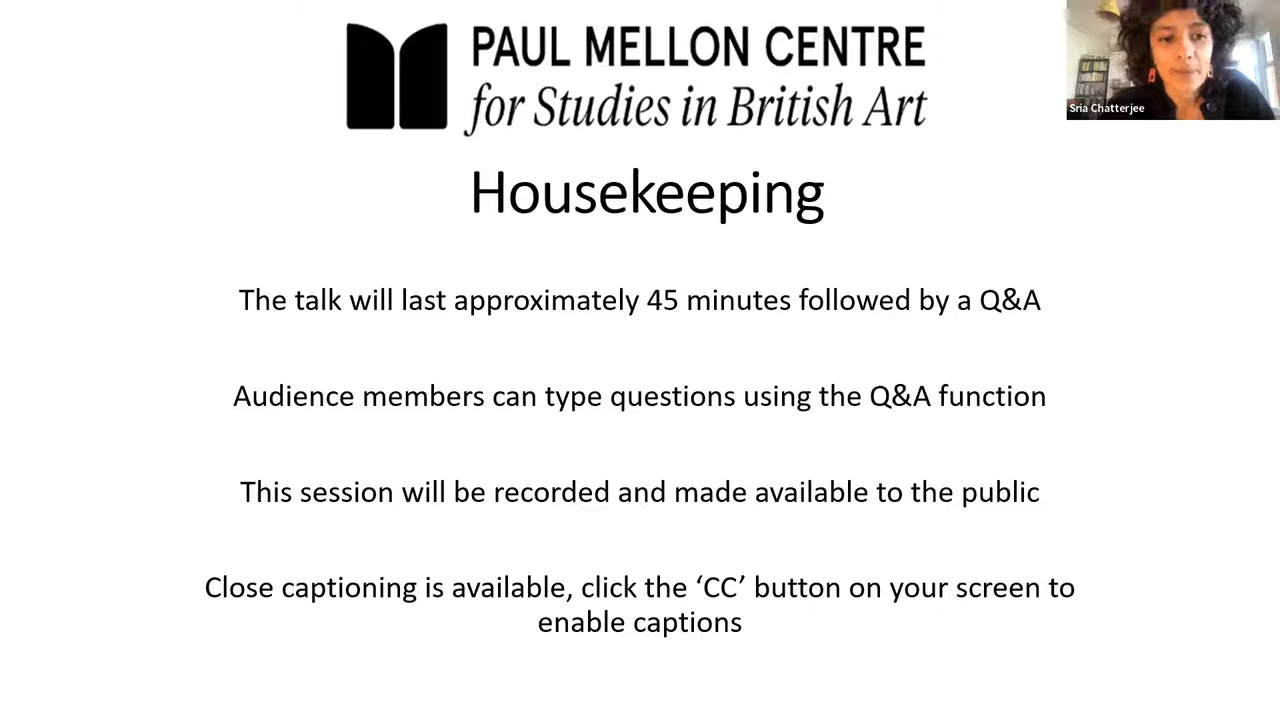 PAUL MELLON CENTRE
for Studies in British Art
Sria Chatterjee
Housekeeping
The talk will last approximately 45 minutes followed by a Q&A
Audience members can type questions using the Q&A function
This session will be recorded and made available to the public
Close captioning is available, click the ‘CC’ button on your screen to
enable captions